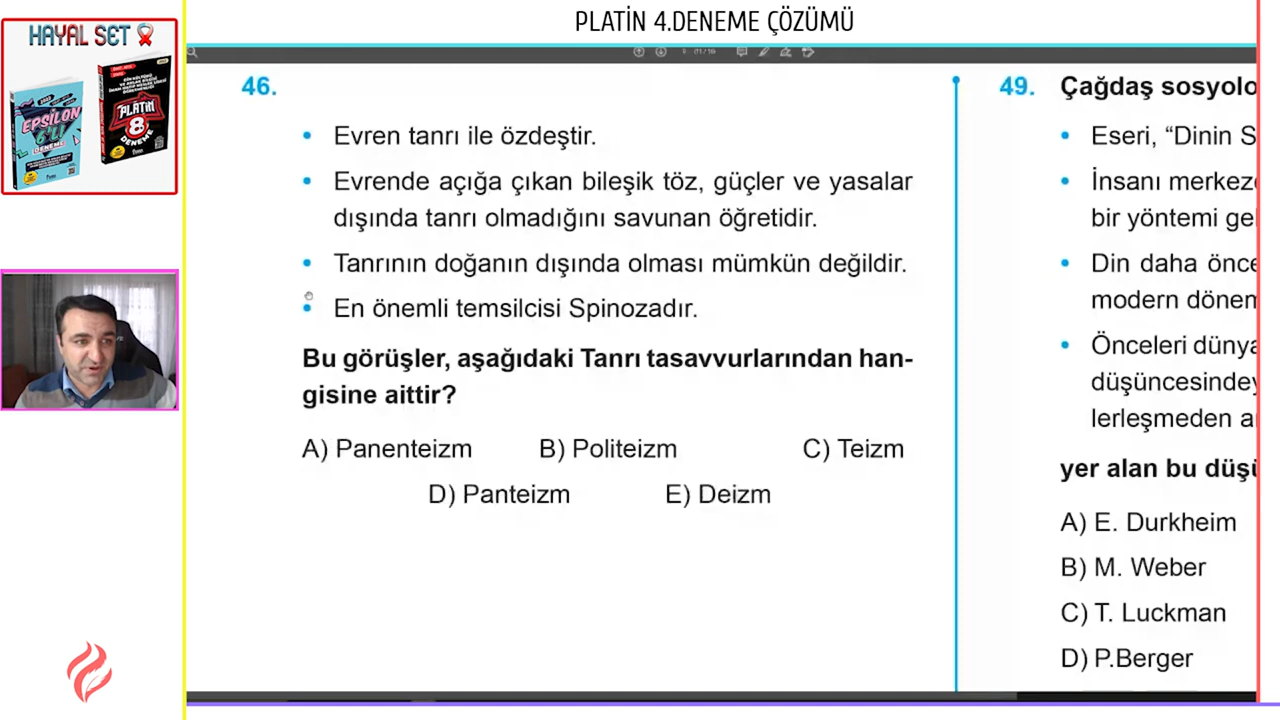 PLATİN 4.DENEME ÇÖZÜMÜ
HAYAL SET
EPSİLON
6'LI
DENEME
PLATİN
8
DENEME
46.
• Evren tanrı ile özdeştir.
• Evrende açığa çıkan bileşik töz, güçler ve yasalar
dışında tanrı olmadığını savunan öğretidir.
• Tanrının doğanın dışında olması mümkün değildir.
• En önemli temsilcisi Spinozadır.
Bu görüşler, aşağıdaki Tanrı tasavvurlarından han-
gisine aittir?
A) Panenteizm B) Politeizm C) Teizm
D) Panteizm E) Deizm
49. Çağdaş sosyolo
• Eseri, “Dinin S
• İnsanı merkeze
bir yöntemi gel
• Din daha önce
modern dönem
• Önceleri dünya
düşüncesindey
lerleşmeden a
yer alan bu düşü
A) E. Durkheim
B) M. Weber
C) T. Luckman
D) P.Berger